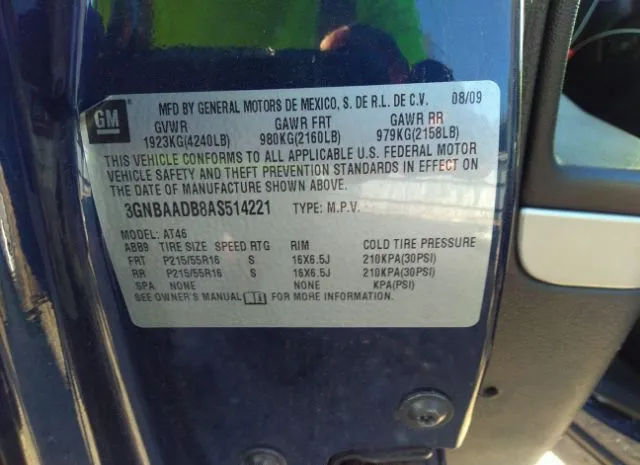 MFD BY GENERAL MOTORS DE MEXICO, S. DE R.L. DE C.V. 08/09
GM
GVWR GAWR FRT GAWR RR
1923KG(4240LB) 980KG(2160LB) 979KG(2158LB)
THIS VEHICLE CONFORMS TO ALL APPLICABLE U.S. FEDERAL MOTOR
VEHICLE SAFETY AND THEFT PREVENTION STANDARDS IN EFFECT ON
DATE OF MANUFACTURE SHOWN ABOVE.
3GNBAADB8AS514221 TYPE: M.P.V.
MODEL: AT46
ABB9 TIRE SIZE SPEED RTG RIM COLD TIRE PRESSURE
FRT P215/55R16 S 16X6.5J 210KPA(30PSI)
RR P215/55R16 S 16X6.5J 210KPA(30PSI)
SPA NONE NONE KPA(PSI)
SEE OWNER'S MANUAL FOR MORE INFORMATION.